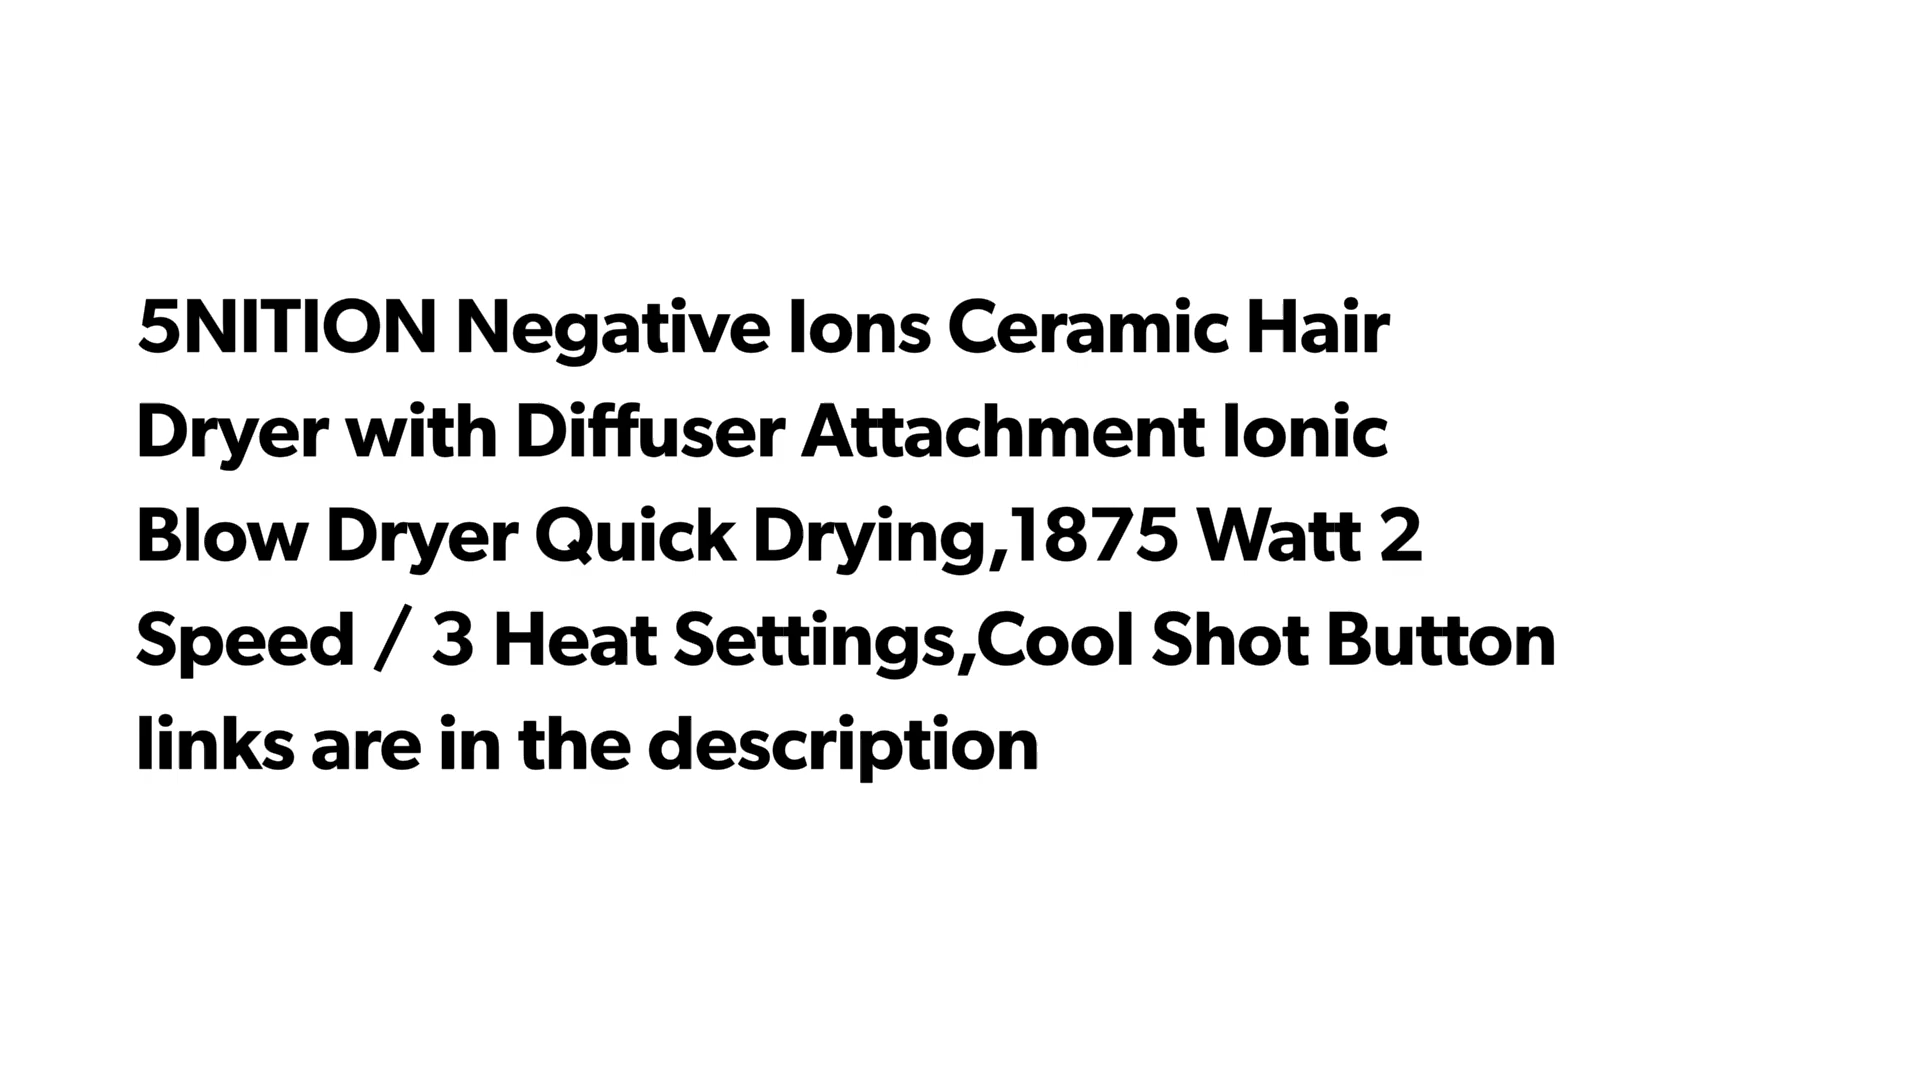 5NITION Negative Ions Ceramic Hair
Dryer with Diffuser Attachment Ionic
Blow Dryer Quick Drying,1875 Watt 2
Speed / 3 Heat Settings,Cool Shot Button
links are in the description